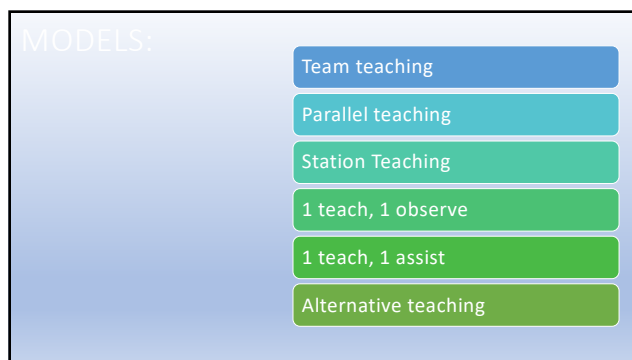 MODELS:
Team teaching
Parallel teaching
Station Teaching
1 teach, 1 observe
1 teach, 1 assist
Alternative teaching